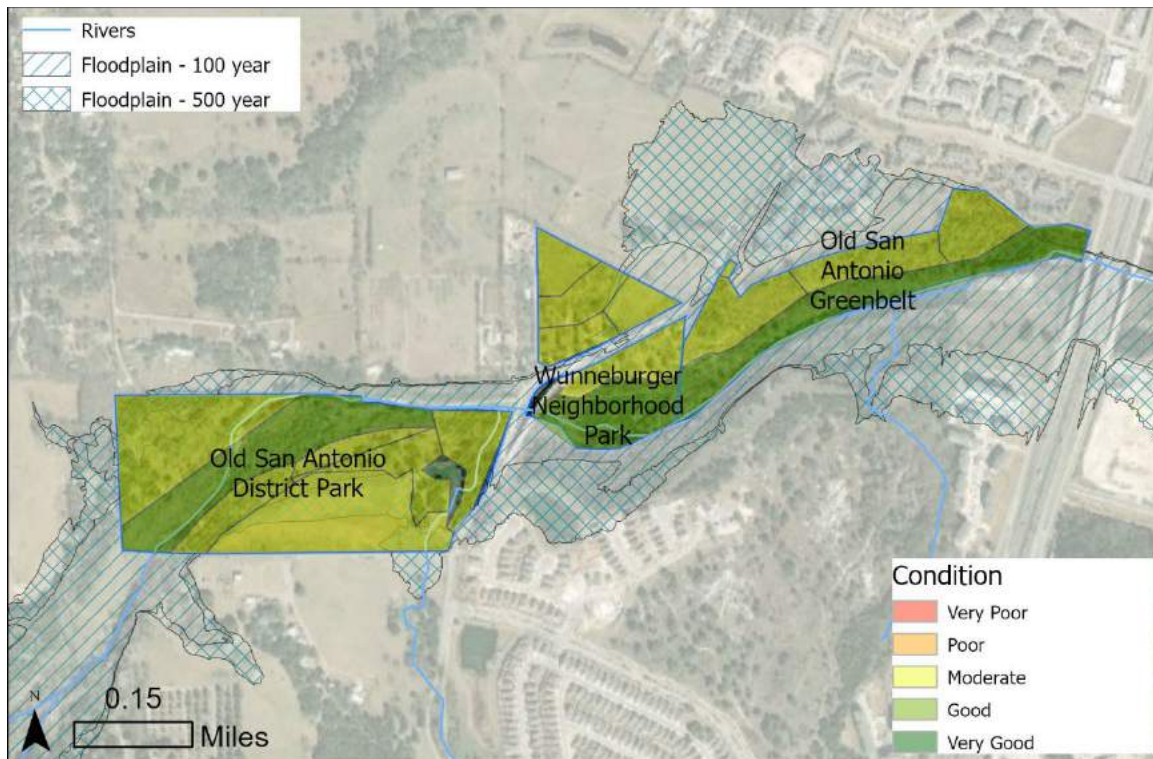 Rivers
Floodplain - 100 year
Floodplain - 500 year
Old San
Antonio
Greenbelt
Wunneburger
Neighborhood
Park
Old San Antonio
District Park
Condition
Very Poor
Poor
Moderate
Good
Very Good
N
0.15
Miles